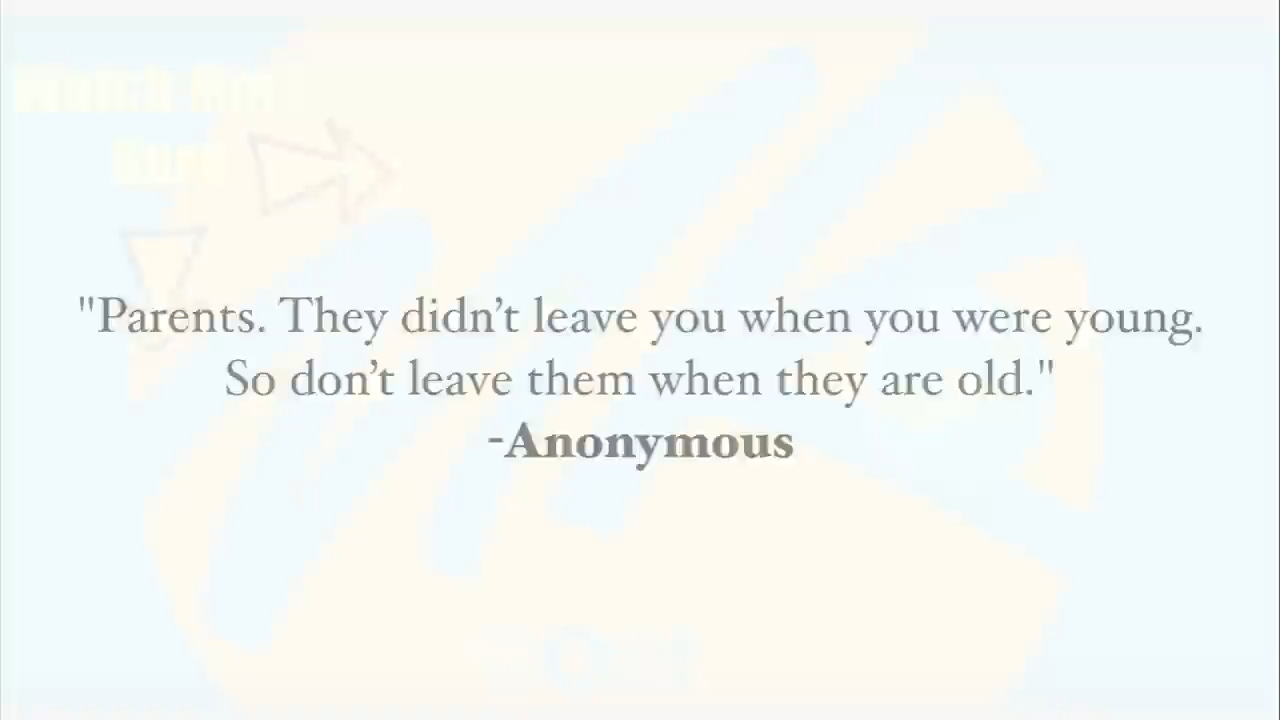 "Parents. They didn’t leave you when you were young.
So don’t leave them when they are old."
-Anonymous